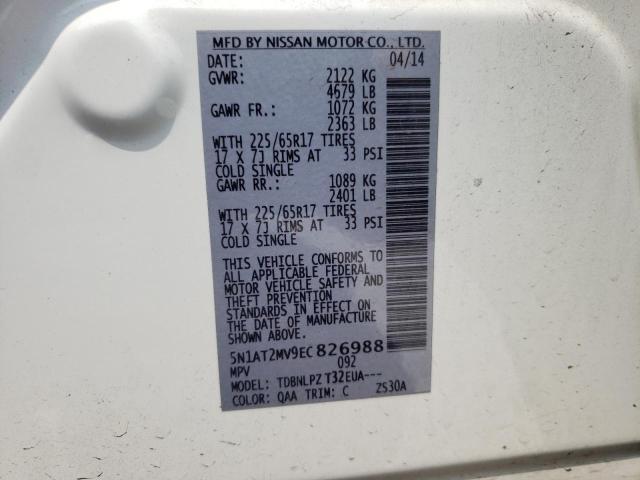 MFD BY NISSAN MOTOR CO., LTD.
DATE: 04/14
GVWR: 2122 KG
4679 LB
GAWR FR.: 1072 KG
2363 LB
WITH 225/65R17 TIRES
17 X 7J RIMS AT 33 PSI
COLD SINGLE
GAWR RR.: 1089 KG
2401 LB
WITH 225/65R17 TIRES
17 X 7J RIMS AT 33 PSI
COLD SINGLE
THIS VEHICLE CONFORMS TO
ALL APPLICABLE FEDERAL
MOTOR VEHICLE SAFETY AND
THEFT PREVENTION
STANDARDS IN EFFECT ON
THE DATE OF MANUFACTURE
SHOWN ABOVE.
5N1AT2MV9EC826988
MPV 092
MODEL: TDBNLPZ T32EUA---
COLOR: QAA TRIM: C ZS30A